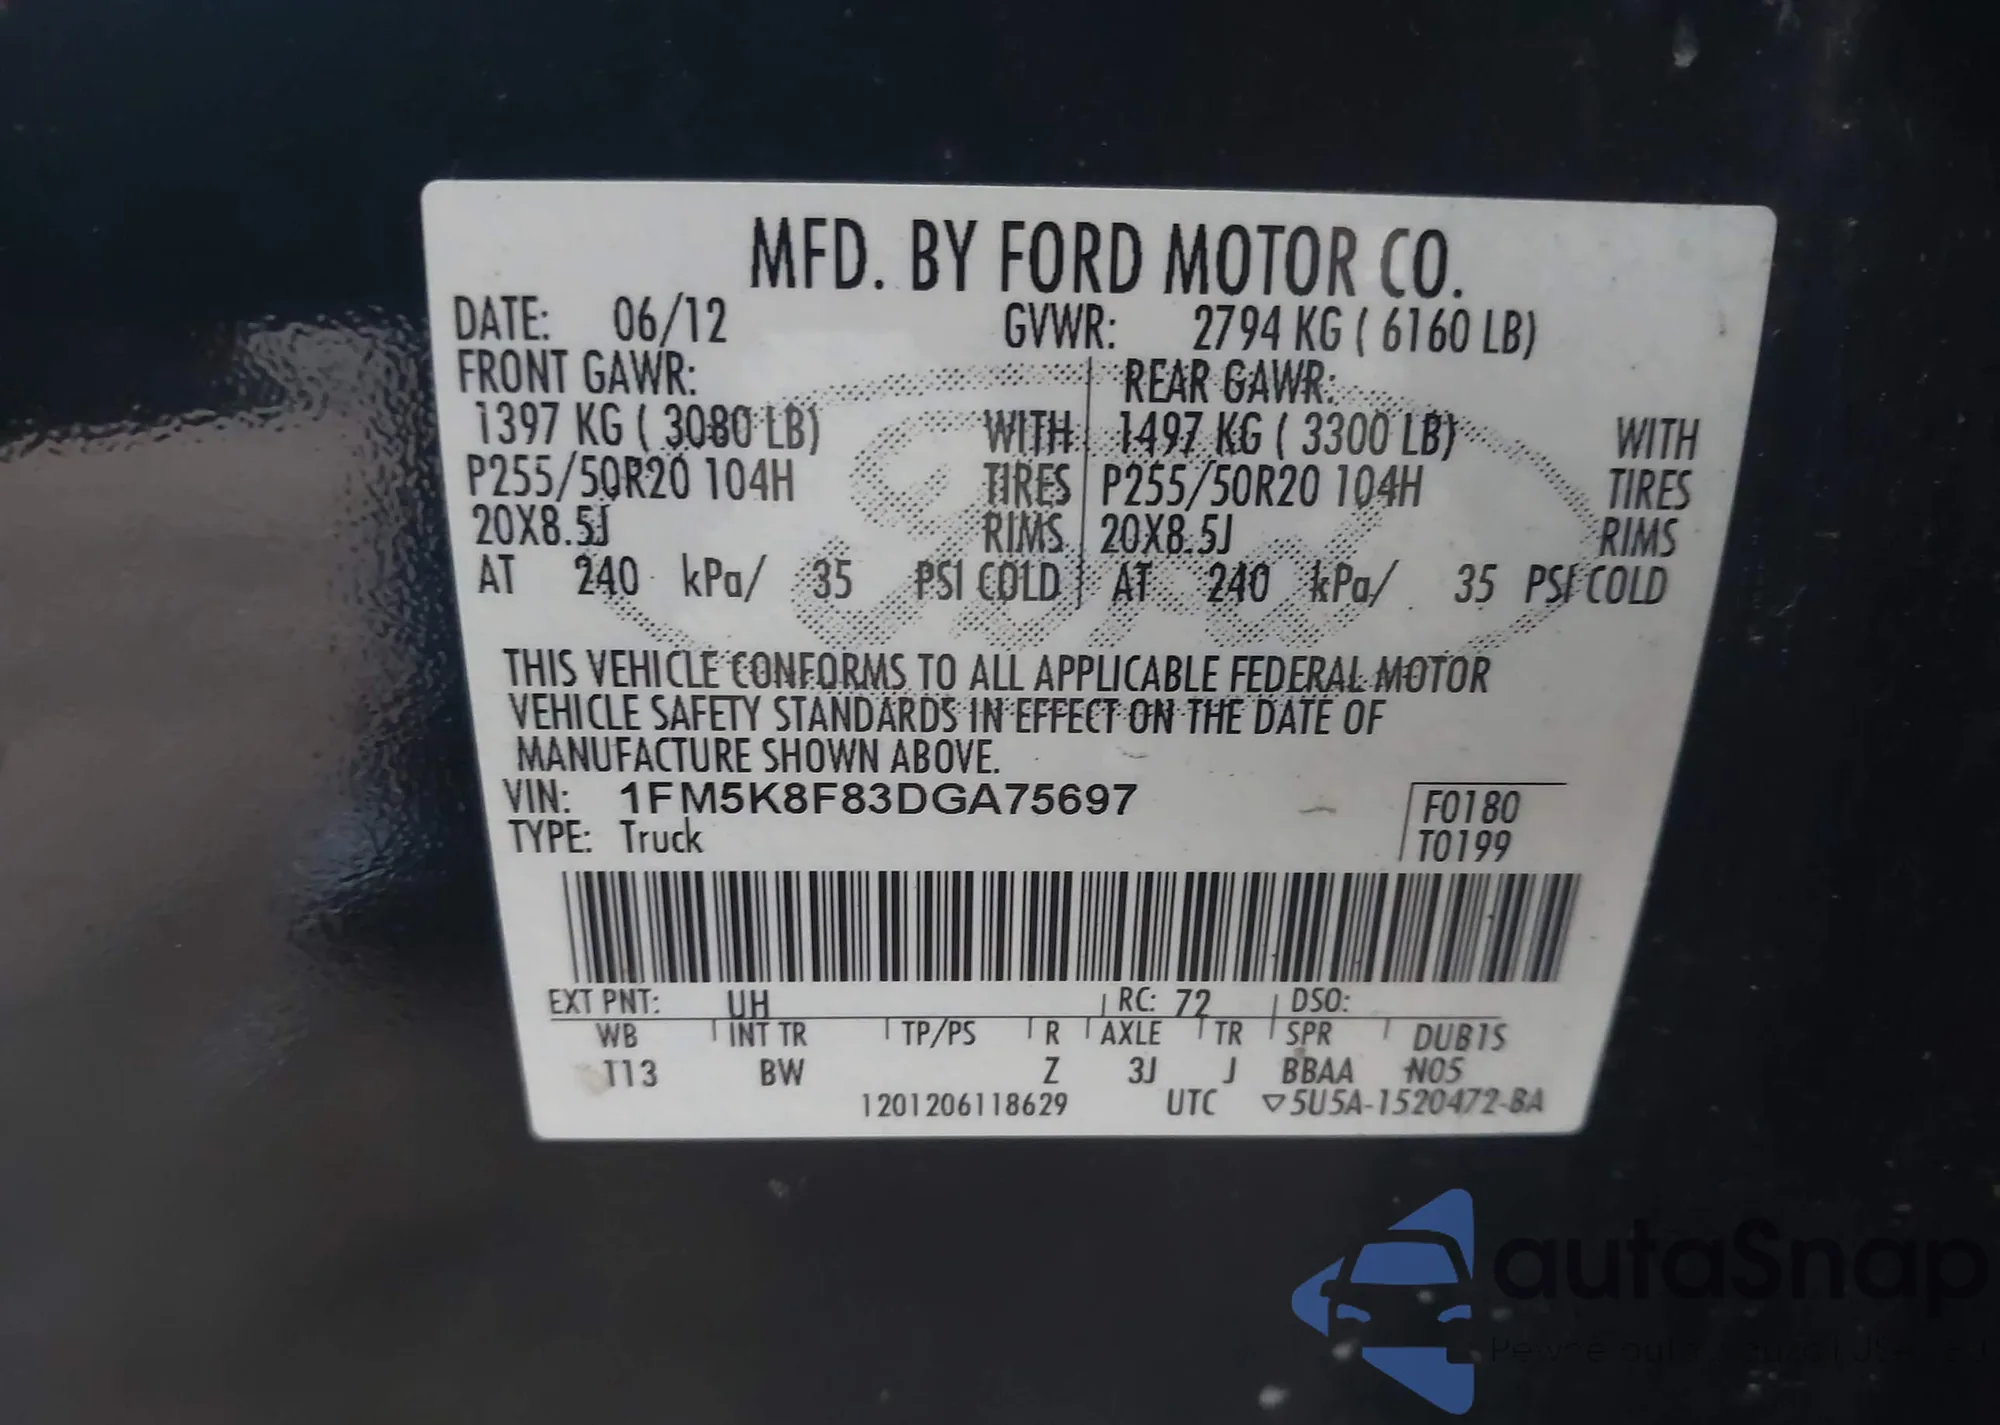 MFD. BY FORD MOTOR CO.
DATE: 06/12 GVWR: 2794 KG ( 6160 LB)
FRONT GAWR: REAR GAWR:
1397 KG ( 3080 LB) WITH 1497 KG ( 3300 LB) WITH
P255/50R20 104H TIRES P255/50R20 104H TIRES
20X8.5J RIMS 20X8.5J RIMS
AT 240 kPa/ 35 PSI COLD AT 240 kPa/ 35 PSI COLD
THIS VEHICLE CONFORMS TO ALL APPLICABLE FEDERAL MOTOR
VEHICLE SAFETY STANDARDS IN EFFECT ON THE DATE OF
MANUFACTURE SHOWN ABOVE.
VIN: 1FM5K8F83DGA75697 F0180
TYPE: Truck T0199
EXT PNT: UH RC: 72 DSO:
WB INT TR TP/PS R AXLE TR SPR DUB1S
T13 BW Z 3J J BBAA N05
1201206118629 UTC ▽5U5A-1520472-BA
autaSnap